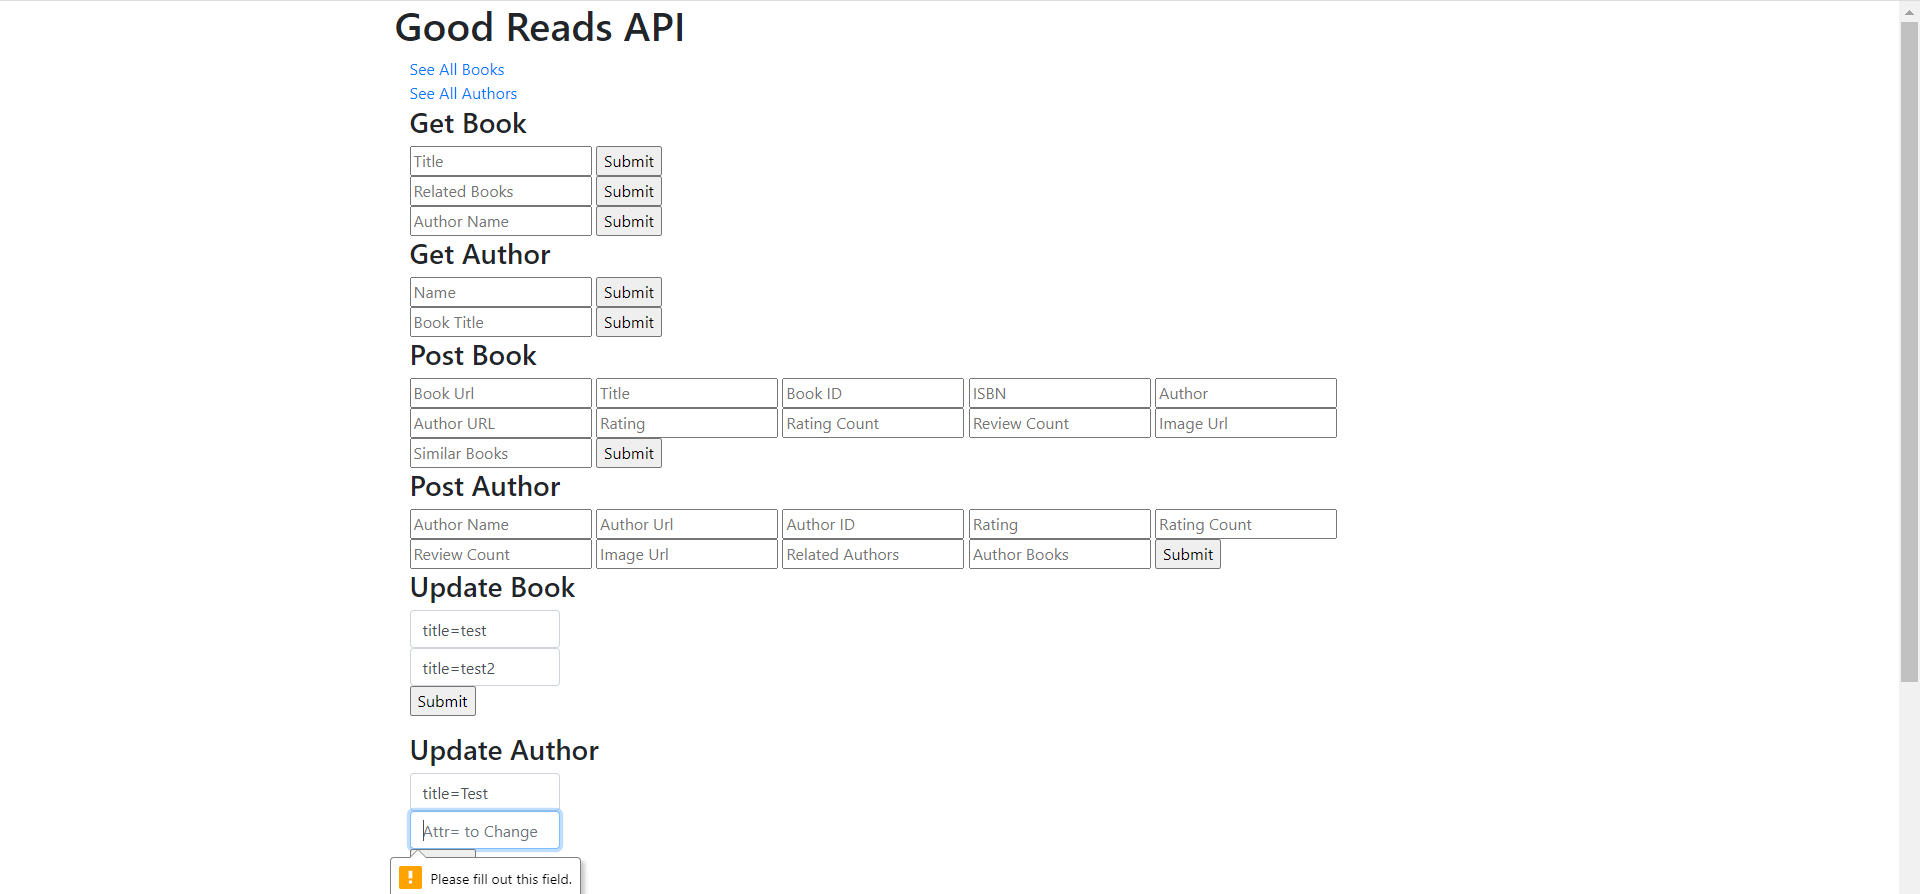 Good Reads API
See All Books
See All Authors
Get Book
Title Submit
Related Books Submit
Author Name Submit
Get Author
Name Submit
Book Title Submit
Post Book
Book Url Title Book ID ISBN Author
Author URL Rating Rating Count Review Count Image Url
Similar Books Submit
Post Author
Author Name Author Url Author ID Rating Rating Count
Review Count Image Url Related Authors Author Books Submit
Update Book
title=test
title=test2
Submit
Update Author
title=Test
Attr= to Change
! Please fill out this field.